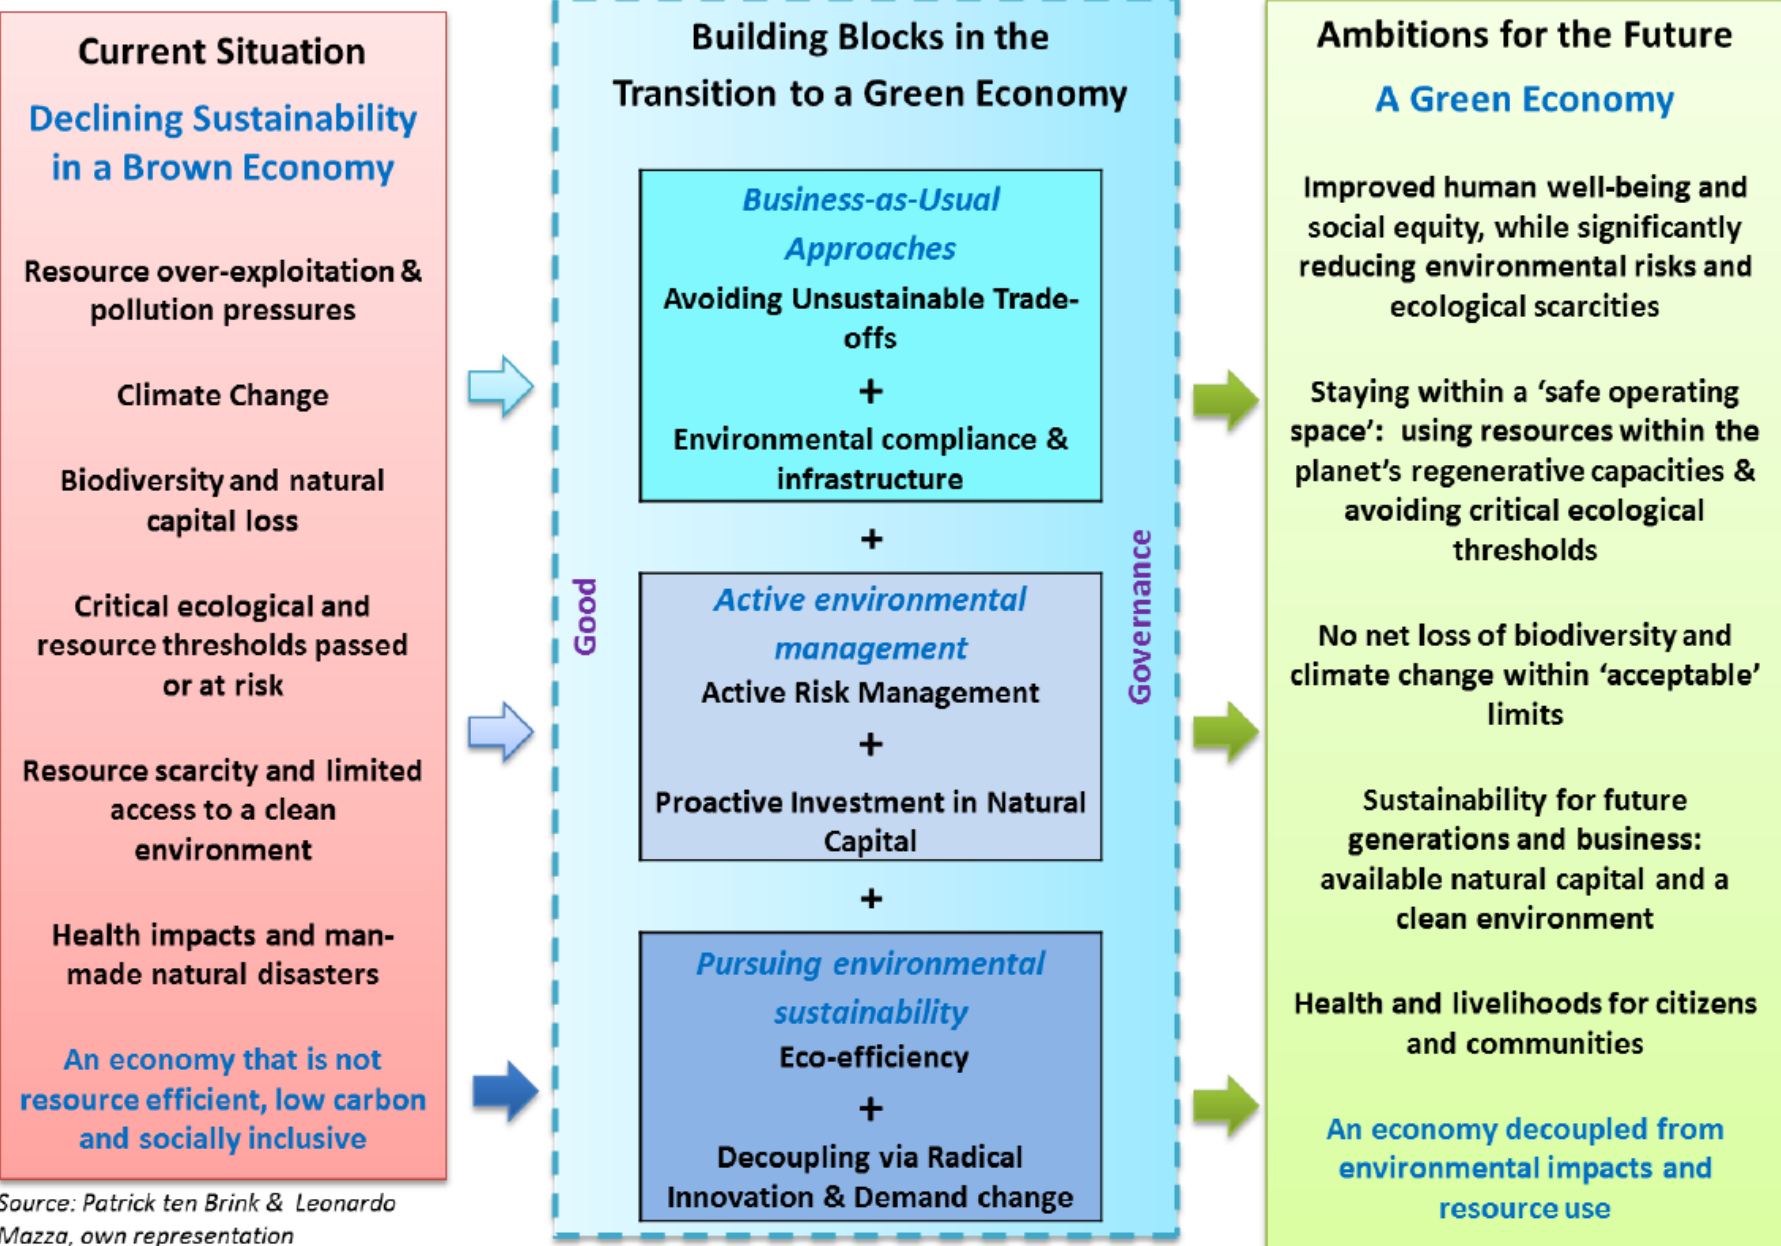 Current Situation
Declining Sustainability
in a Brown Economy
Resource over-exploitation &
pollution pressures
Climate Change
Biodiversity and natural
capital loss
Critical ecological and
resource thresholds passed
or at risk
Resource scarcity and limited
access to a clean
environment
Health impacts and man-
made natural disasters
An economy that is not
resource efficient, low carbon
and socially inclusive
Source: Patrick ten Brink & Leonardo
Mazza, own representation
Building Blocks in the
Transition to a Green Economy
Good
Business-as-Usual
Approaches
Avoiding Unsustainable Trade-
offs
+
Environmental compliance &
infrastructure
+
Active environmental
management
Active Risk Management
+
Proactive Investment in Natural
Capital
+
Pursuing environmental
sustainability
Eco-efficiency
+
Decoupling via Radical
Innovation & Demand change
Governance
Ambitions for the Future
A Green Economy
Improved human well-being and
social equity, while significantly
reducing environmental risks and
ecological scarcities
Staying within a ‘safe operating
space’: using resources within the
planet’s regenerative capacities &
avoiding critical ecological
thresholds
No net loss of biodiversity and
climate change within ‘acceptable’
limits
Sustainability for future
generations and business:
available natural capital and a
clean environment
Health and livelihoods for citizens
and communities
An economy decoupled from
environmental impacts and
resource use